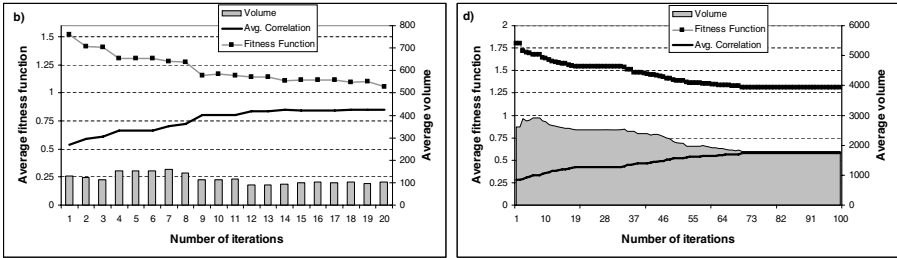 b)
Volume
Avg. Correlation
Fitness Function
Average fitness function
1.5
1.25
1
0.75
0.5
0.25
0
800
700
600
500
400
300
200
100
0
Average volume
1 2 3 4 5 6 7 8 9 10 11 12 13 14 15 16 17 18 19 20
Number of iterations
d)
Volume
Fitness Function
Avg. Correlation
Average fitness function
2
1.75
1.5
1.25
1
0.75
0.5
0.25
0
6000
5000
4000
3000
2000
1000
0
Average volume
1 10 19 28 37 46 55 64 73 82 91 100
Number of iterations